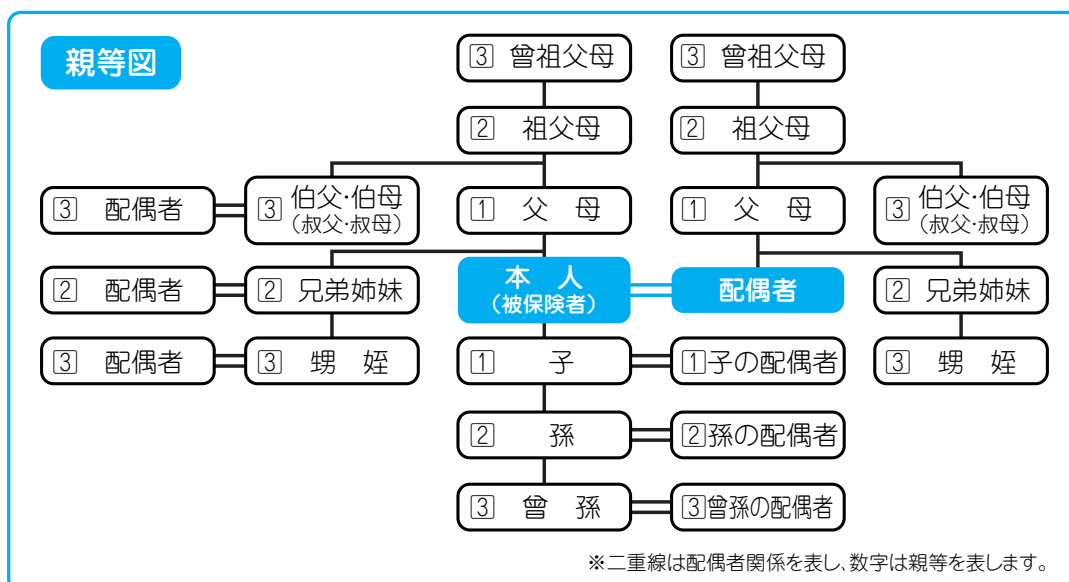 親等図
3 曾祖父母
3 曾祖父母
2 祖父母
2 祖父母
3 配偶者
3 伯父・伯母
(叔父・叔母)
1 父 母
1 父 母
3 伯父・伯母
(叔父・叔母)
2 配偶者
2 兄弟姉妹
本 人
(被保険者)
配偶者
2 兄弟姉妹
3 配偶者
3 甥 姪
1 子
1 子の配偶者
3 甥 姪
2 孫
2 孫の配偶者
3 曾 孫
3 曾孫の配偶者
※二重線は配偶者関係を表し、数字は親等を表します。